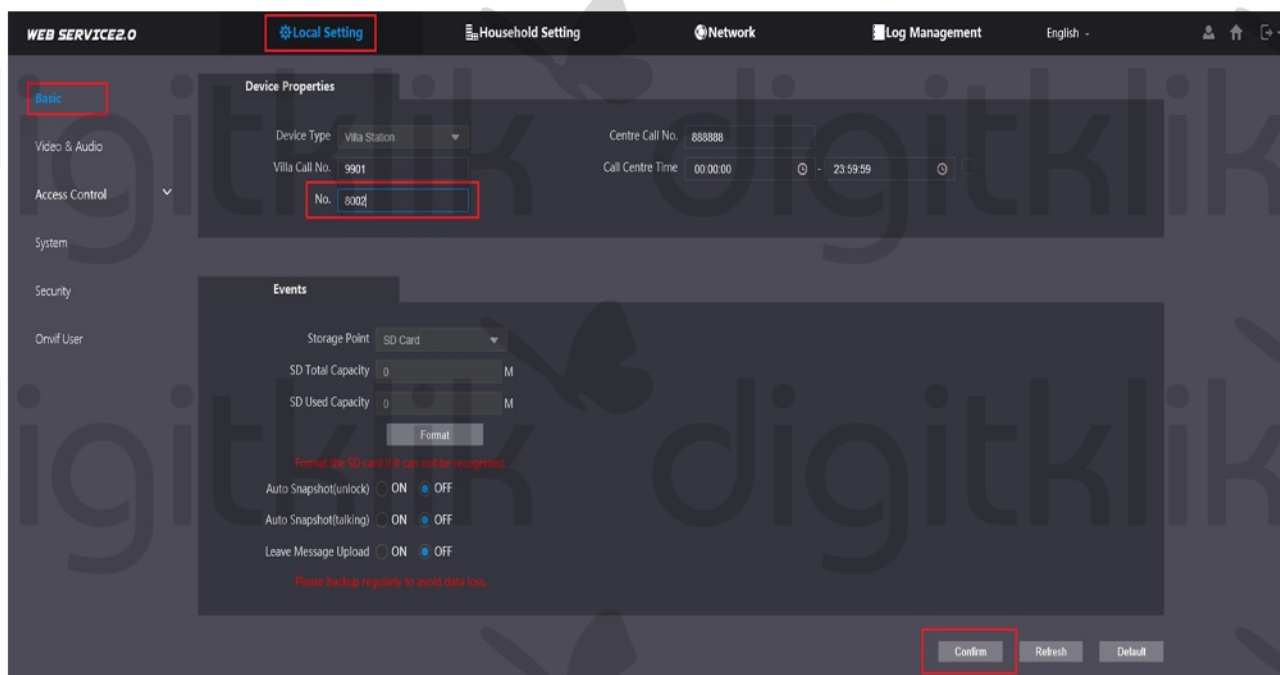 WEB SERVICE2.0 Local Setting Household Setting Network Log Management English
Basic
Video & Audio
Access Control
System
Security
Onvif User
Device Properties
Device Type Villa Station Centre Call No. 888888
Villa Call No. 9901 Call Centre Time 00:00:00 - 23:59:59
No. 8002
Events
Storage Point SD Card
SD Total Capacity 0 M
SD Used Capacity 0 M
Format
Format the SD card if it can not be recognized.
Auto Snapshot(unlock) ON OFF
Auto Snapshot(talking) ON OFF
Leave Message Upload ON OFF
Please backup regularly to avoid data loss.
Confirm Refresh Default
digitklik digitklik
digitklik digitklik